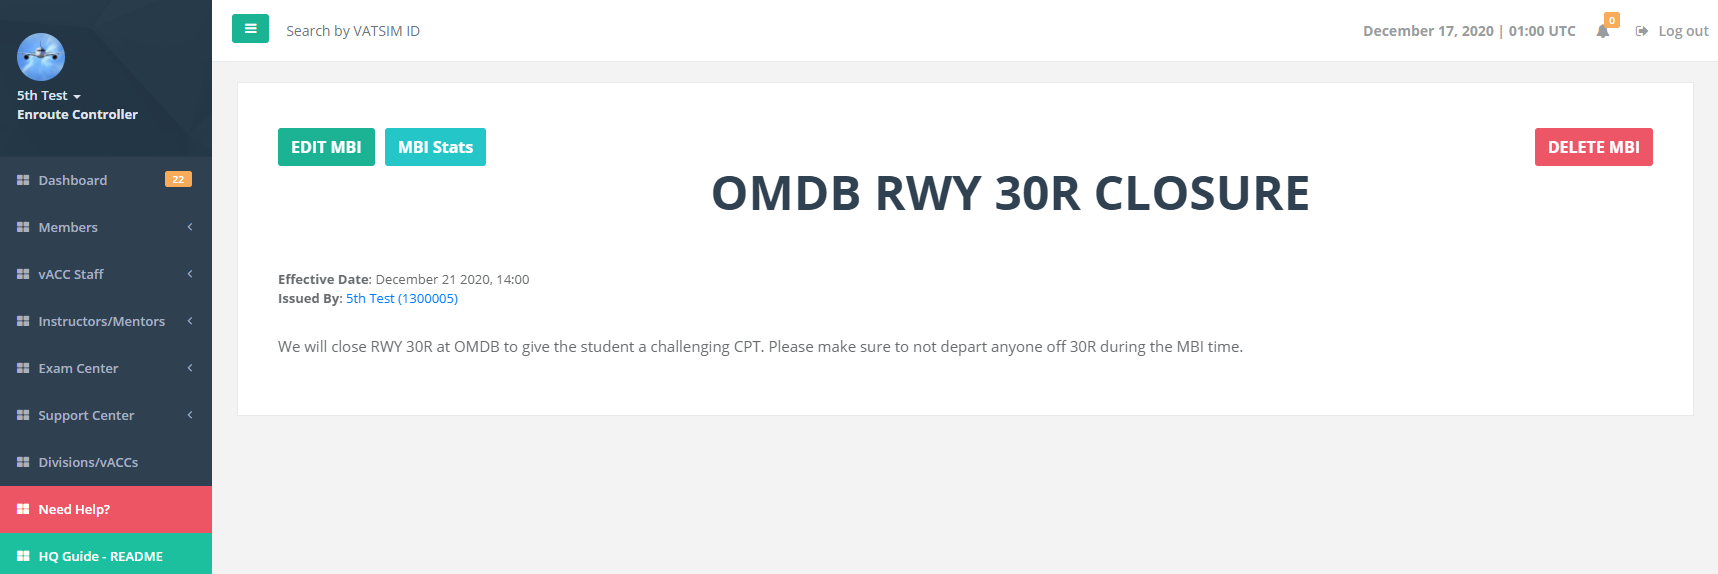 5th Test
Enroute Controller
Dashboard 22
Members
vACC Staff
Instructors/Mentors
Exam Center
Support Center
Divisions/vACCs
Need Help?
HQ Guide - README
Search by VATSIM ID
December 17, 2020 | 01:00 UTC 0 Log out
EDIT MBI MBI Stats DELETE MBI
OMDB RWY 30R CLOSURE
Effective Date: December 21 2020, 14:00
Issued By: 5th Test (1300005)
We will close RWY 30R at OMDB to give the student a challenging CPT. Please make sure to not depart anyone off 30R during the MBI time.